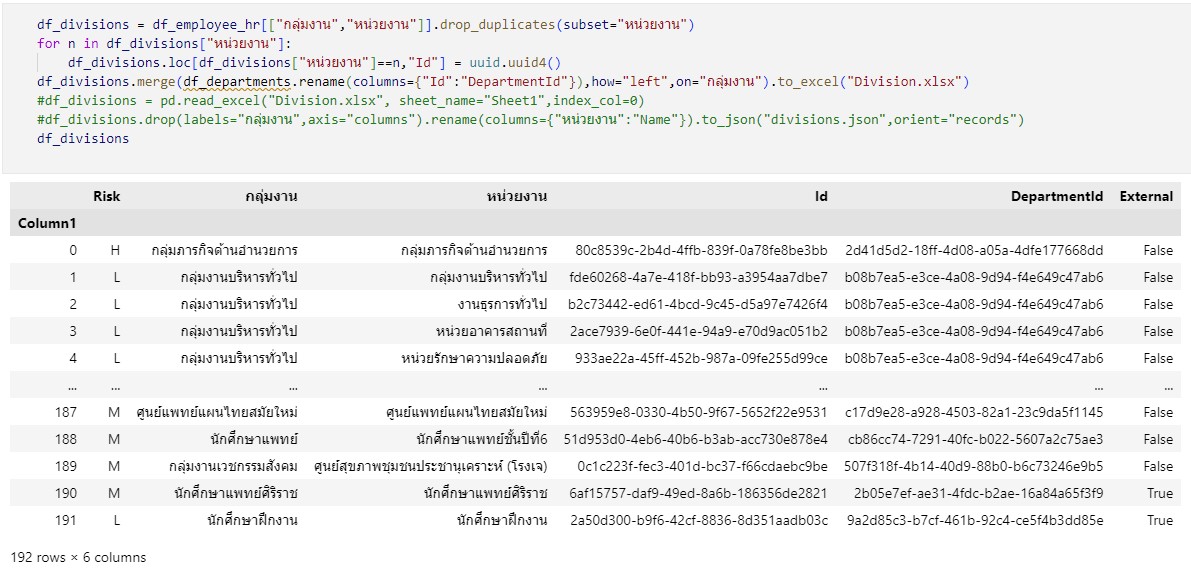 df_divisions = df_employee_hr[["กลุ่มงาน","หน่วยงาน"]].drop_duplicates(subset="หน่วยงาน")
for n in df_divisions["หน่วยงาน"]:
    df_divisions.loc[df_divisions["หน่วยงาน"]==n,"Id"] = uuid.uuid4()
df_divisions.merge(df_departments.rename(columns={"Id":"DepartmentId"}),how="left",on="กลุ่มงาน").to_excel("Division.xlsx")
#df_divisions = pd.read_excel("Division.xlsx", sheet_name="Sheet1",index_col=0)
#df_divisions.drop(labels="กลุ่มงาน",axis="columns").rename(columns={"หน่วยงาน":"Name"}).to_json("divisions.json",orient="records")
df_divisions
Risk กลุ่มงาน หน่วยงาน Id DepartmentId External
Column1
0 H กลุ่มภารกิจด้านอำนวยการ กลุ่มภารกิจด้านอำนวยการ 80c8539c-2b4d-4ffb-839f-0a78fe8be3bb 2d41d5d2-18ff-4d08-a05a-4dfe177668dd False
1 L กลุ่มงานบริหารทั่วไป กลุ่มงานบริหารทั่วไป fde60268-4a7e-418f-bb93-a3954aa7dbe7 b08b7ea5-e3ce-4a08-9d94-f4e649c47ab6 False
2 L กลุ่มงานบริหารทั่วไป งานธุรการทั่วไป b2c73442-ed61-4bcd-9c45-d5a97e7426f4 b08b7ea5-e3ce-4a08-9d94-f4e649c47ab6 False
3 L กลุ่มงานบริหารทั่วไป หน่วยอาคารสถานที่ 2ace7939-6e0f-441e-94a9-e70d9ac051b2 b08b7ea5-e3ce-4a08-9d94-f4e649c47ab6 False
4 L กลุ่มงานบริหารทั่วไป หน่วยรักษาความปลอดภัย 933ae22a-45ff-452b-987a-09fe255d99ce b08b7ea5-e3ce-4a08-9d94-f4e649c47ab6 False
... ... ... ... ... ... ...
187 M ศูนย์แพทย์แผนไทยสมัยใหม่ ศูนย์แพทย์แผนไทยสมัยใหม่ 563959e8-0330-4b50-9f67-5652f22e9531 c17d9e28-a928-4503-82a1-23c9da5f1145 False
188 M นักศึกษาแพทย์ นักศึกษาแพทย์ชั้นปีที่6 51d953d0-4eb6-40b6-b3ab-acc730e878e4 cb86cc74-7291-40fc-b022-5607a2c75ae3 False
189 M กลุ่มงานเวชกรรมสังคม ศูนย์สุขภาพชุมชนประชานุเคราะห์ (โรงเจ) 0c1c223f-fec3-401d-bc37-f66cdaebc9be 507f318f-4b14-40d9-88b0-b6c73246e9b5 False
190 M นักศึกษาแพทย์ศิริราช นักศึกษาแพทย์ศิริราช 6af15757-daf9-49ed-8a6b-186356de2821 2b05e7ef-ae31-4fdc-b2ae-16a84a65f3f9 True
191 L นักศึกษาฝึกงาน นักศึกษาฝึกงาน 2a50d300-b9f6-42cf-8836-8d351aadb03c 9a2d85c3-b7cf-461b-92c4-ce5f4b3dd85e True
192 rows × 6 columns